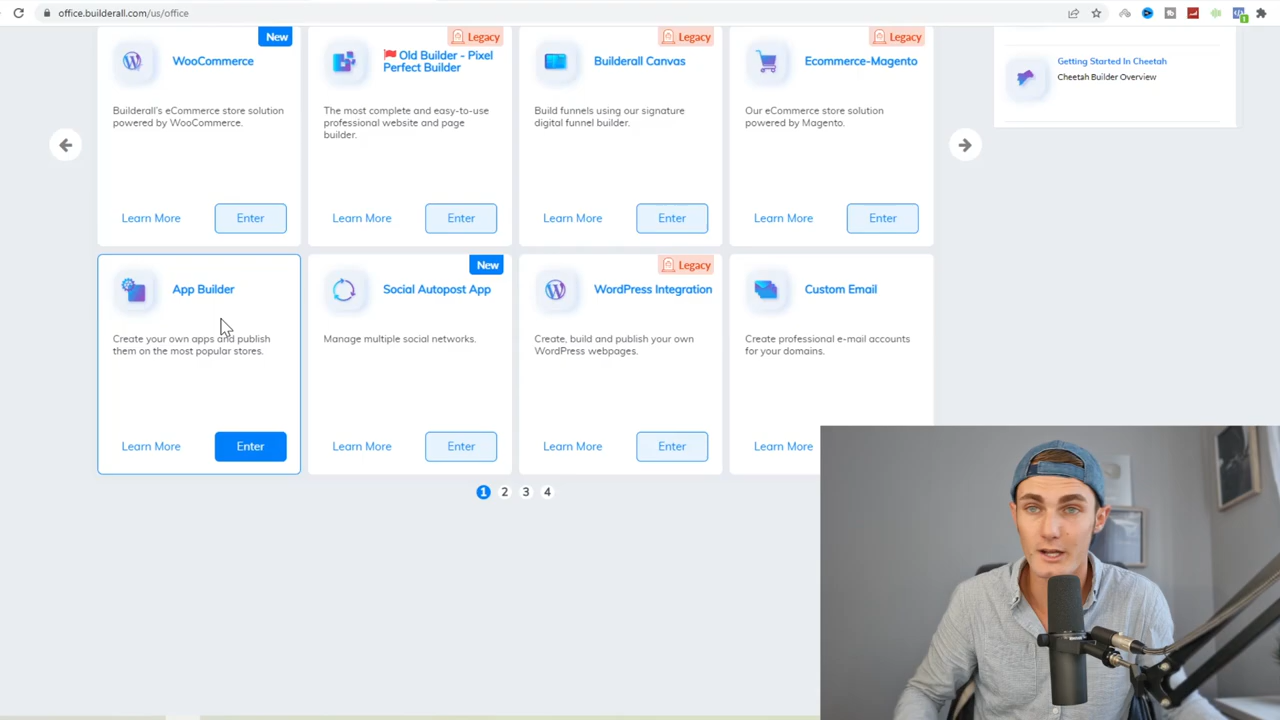 office.builderall.com/us/office
New
WooCommerce
Builderall's eCommerce store solution
powered by WooCommerce.
Learn More
Enter
Legacy
Old Builder - Pixel
Perfect Builder
The most complete and easy-to-use
professional website and page
builder.
Learn More
Enter
Legacy
Builderall Canvas
Build funnels using our signature
digital funnel builder.
Learn More
Enter
Legacy
Ecommerce-Magento
Our eCommerce store solution
powered by Magento.
Learn More
Enter
Getting Started In Cheetah
Cheetah Builder Overview
App Builder
Create your own apps and publish
them on the most popular stores.
Learn More
Enter
New
Social Autopost App
Manage multiple social networks.
Learn More
Enter
Legacy
WordPress Integration
Create, build and publish your own
WordPress webpages.
Learn More
Enter
Custom Email
Create professional e-mail accounts
for your domains.
Learn More
1 2 3 4